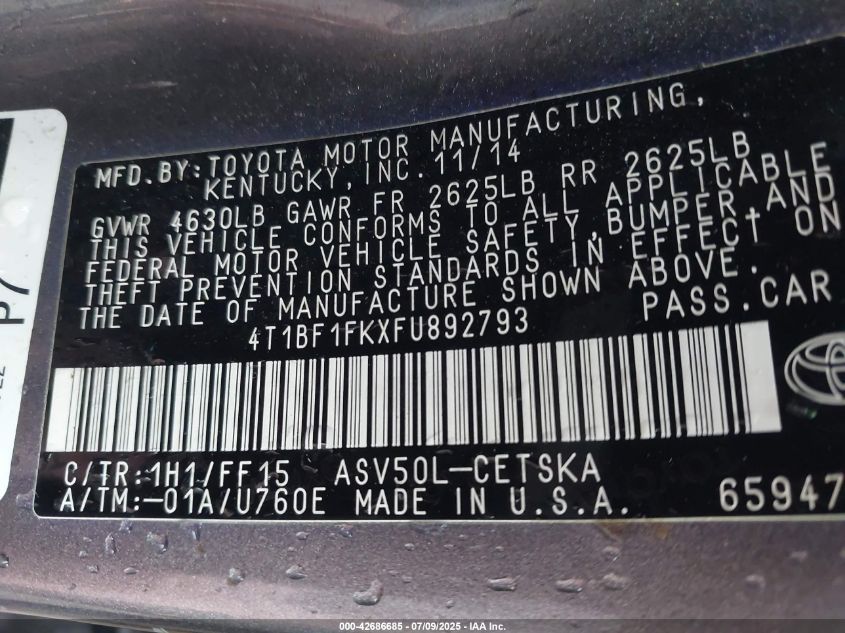 MFD. BY: TOYOTA MOTOR MANUFACTURING,
KENTUCKY, INC. 11/14
GVWR 4630LB GAWR FR 2625LB RR 2625LB
THIS VEHICLE CONFORMS TO ALL APPLICABLE
FEDERAL MOTOR VEHICLE SAFETY, BUMPER, AND
THEFT PREVENTION STANDARDS IN EFFECT ON
THE DATE OF MANUFACTURE SHOWN ABOVE.
4T1BF1FKXFU892793 PASS. CAR
C/TR: 1H1/FF15 ASV50L-CETSKA
A/TM:-01A/U760E MADE IN U.S.A. 65947
P7
000-42686685 | 07/09/2025 | IAA Inc.